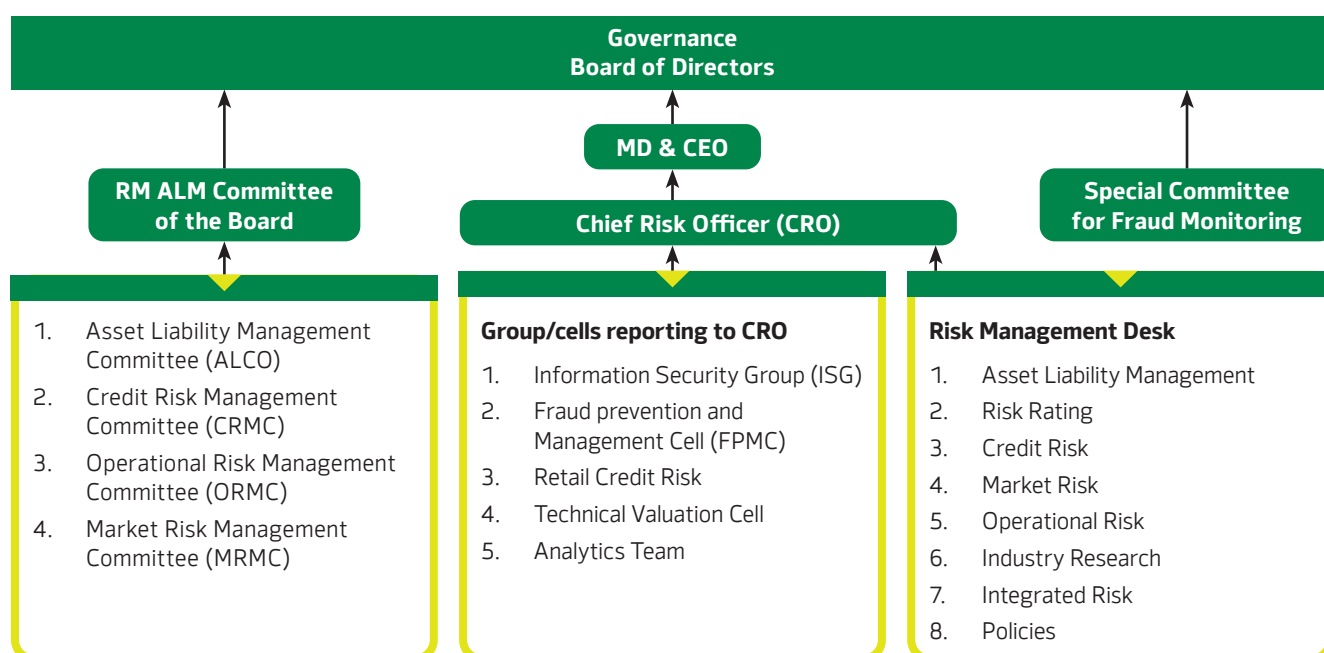 Governance
Board of Directors
MD & CEO
RM ALM Committee
of the Board
Chief Risk Officer (CRO)
Special Committee
for Fraud Monitoring
1. Asset Liability Management
Committee (ALCO)
2. Credit Risk Management
Committee (CRMC)
3. Operational Risk Management
Committee (ORMC)
4. Market Risk Management
Committee (MRMC)
Group/cells reporting to CRO
1. Information Security Group (ISG)
2. Fraud prevention and
Management Cell (FPMC)
3. Retail Credit Risk
4. Technical Valuation Cell
5. Analytics Team
Risk Management Desk
1. Asset Liability Management
2. Risk Rating
3. Credit Risk
4. Market Risk
5. Operational Risk
6. Industry Research
7. Integrated Risk
8. Policies